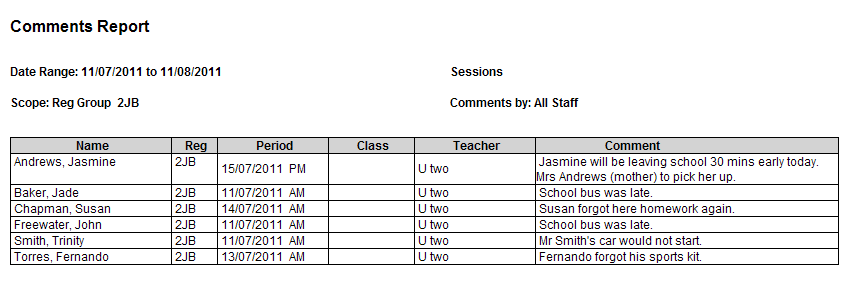 Comments Report
Date Range: 11/07/2011 to 11/08/2011 Sessions
Scope: Reg Group 2JB Comments by: All Staff
Name Reg Period Class Teacher Comment
Andrews, Jasmine 2JB 15/07/2011 PM U two Jasmine will be leaving school 30 mins early today.
Mrs Andrews (mother) to pick her up.
Baker, Jade 2JB 11/07/2011 AM U two School bus was late.
Chapman, Susan 2JB 14/07/2011 AM U two Susan forgot here homework again.
Freewater, John 2JB 11/07/2011 AM U two School bus was late.
Smith, Trinity 2JB 11/07/2011 AM U two Mr Smith's car would not start.
Torres, Fernando 2JB 13/07/2011 AM U two Fernando forgot his sports kit.